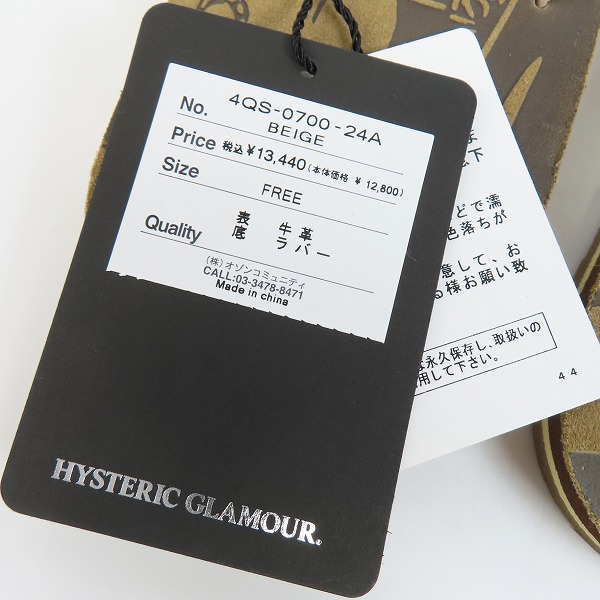 No. 4QS-0700-24A
BEIGE
Price 税込 ¥13,440 (本体価格 ¥ 12,800)
Size
FREE
Quality 表 牛革
底 ラバー
(株) オゾンコミュニティ
CALL:03-3478-8471
Made in china
HYSTERIC GLAMOUR.
ま
下
どで濡
色落ちが
意して、お
る様お願い致
は永久保存し、取扱いの
用して下さい。
44